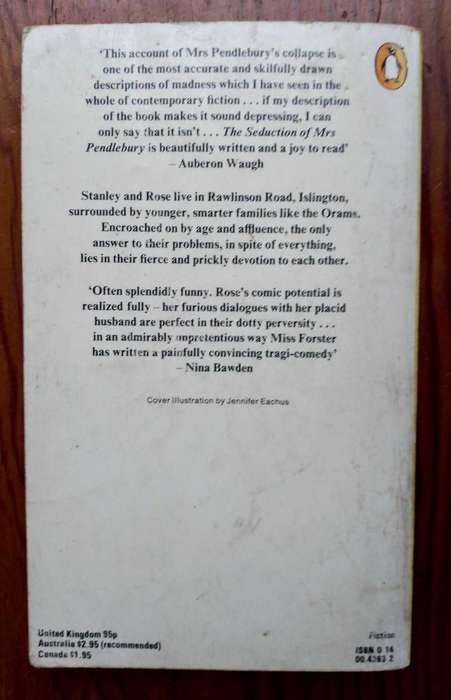 ‘This account of Mrs Pendlebury’s collapse is
one of the most accurate and skilfully drawn
descriptions of madness which I have seen in the
whole of contemporary fiction . . . if my description
of the book makes it sound depressing, I can
only say that it isn’t . . . The Seduction of Mrs
Pendlebury is beautifully written and a joy to read’
– Auberon Waugh
Stanley and Rose live in Rawlinson Road, Islington,
surrounded by younger, smarter families like the Orams.
Encroached on by age and affluence, the only
answer to their problems, in spite of everything,
lies in their fierce and prickly devotion to each other.
‘Often splendidly funny. Rose’s comic potential is
realized fully – her furious dialogues with her placid
husband are perfect in their dotty perversity . . .
in an admirably unpretentious way Miss Forster
has written a painfully convincing tragi-comedy’
– Nina Bawden
Cover illustration by Jennifer Eachus
United Kingdom 95p
Australia $2.95 (recommended)
Canada $1.95
Fiction
ISBN 0 14
00.4363 2